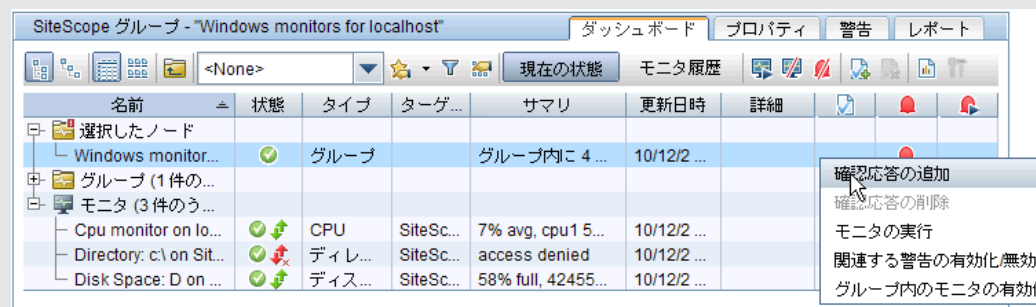 SiteScope グループ - "Windows monitors for localhost" ダッシュボード プロパティ 警告 レポート
<None> 現在の状態 モニタ履歴
名前 状態 タイプ ターゲ... サマリ 更新日時 詳細
選択したノード
Windows monitor... グループ グループ内に 4 ... 10/12/2 ...
グループ (1 件の...
モニタ (3 件のう...
Cpu monitor on lo... CPU SiteSc... 7% avg, cpu1 5... 10/12/2 ...
Directory: c:\ on Sit... ディレ... SiteSc... access denied 10/12/2 ...
Disk Space: D on ... ディス... SiteSc... 58% full, 42455... 10/12/2 ...
確認応答の追加
確認応答の削除
モニタの実行
関連する警告の有効化/無効
グループ内のモニタの有効